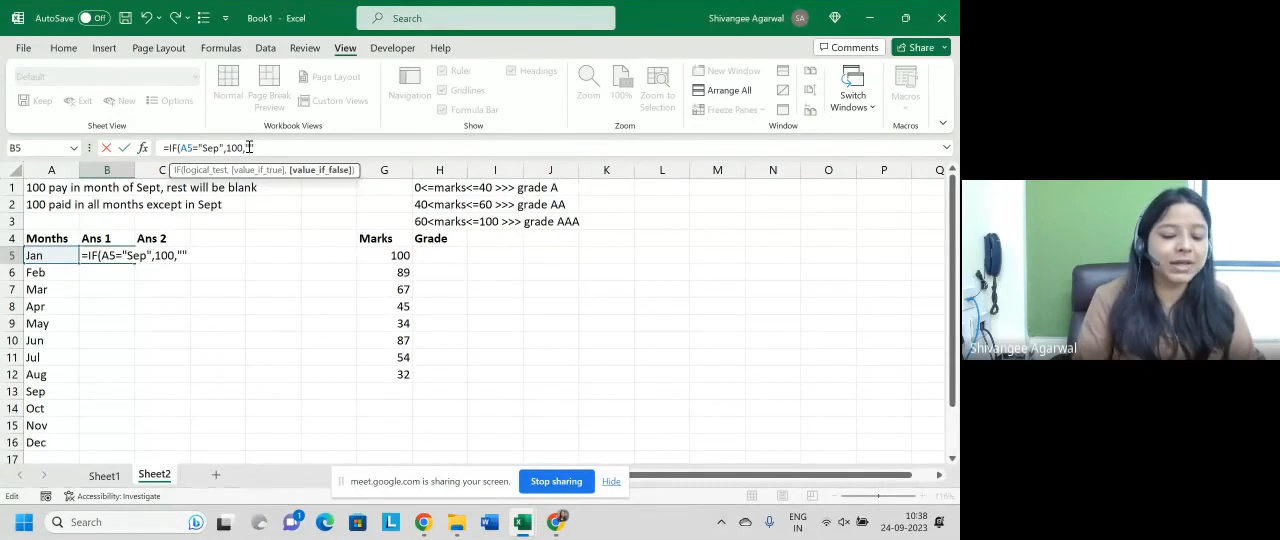 AutoSave Off Book1 - Excel Search Shivangee Agarwal SA
File Home Insert Page Layout Formulas Data Review View Developer Help Comments Share
Default
Keep Exit New Options
Sheet View
Normal Page Break Preview Page Layout Custom Views
Workbook Views
Navigation Ruler Gridlines Formula Bar Headings
Show
Zoom 100% Zoom to Selection
Zoom
New Window Arrange All Freeze Panes Switch Windows
Window
Macros
Macros
B5 fx =IF(A5="Sep",100,
IF(logical_test, [value_if_true], [value_if_false])
A B C G H I J K L M N O P Q
1 100 pay in month of Sept, rest will be blank 0<=marks<=40 >>> grade A
2 100 paid in all months except in Sept 40<marks<=60 >>> grade AA
3 60<marks<=100 >>> grade AAA
4 Months Ans 1 Ans 2 Marks Grade
5 Jan =IF(A5="Sep",100,"" 100
6 Feb 89
7 Mar 67
8 Apr 45
9 May 34
10 Jun 87
11 Jul 54
12 Aug 32
13 Sep
14 Oct
15 Nov
16 Dec
17
Sheet1 Sheet2
meet.google.com is sharing your screen. Stop sharing Hide
Edit Accessibility: Investigate 116%
Search
1
ENG IN
10:38
24-09-2023
Shivangee Agarwal